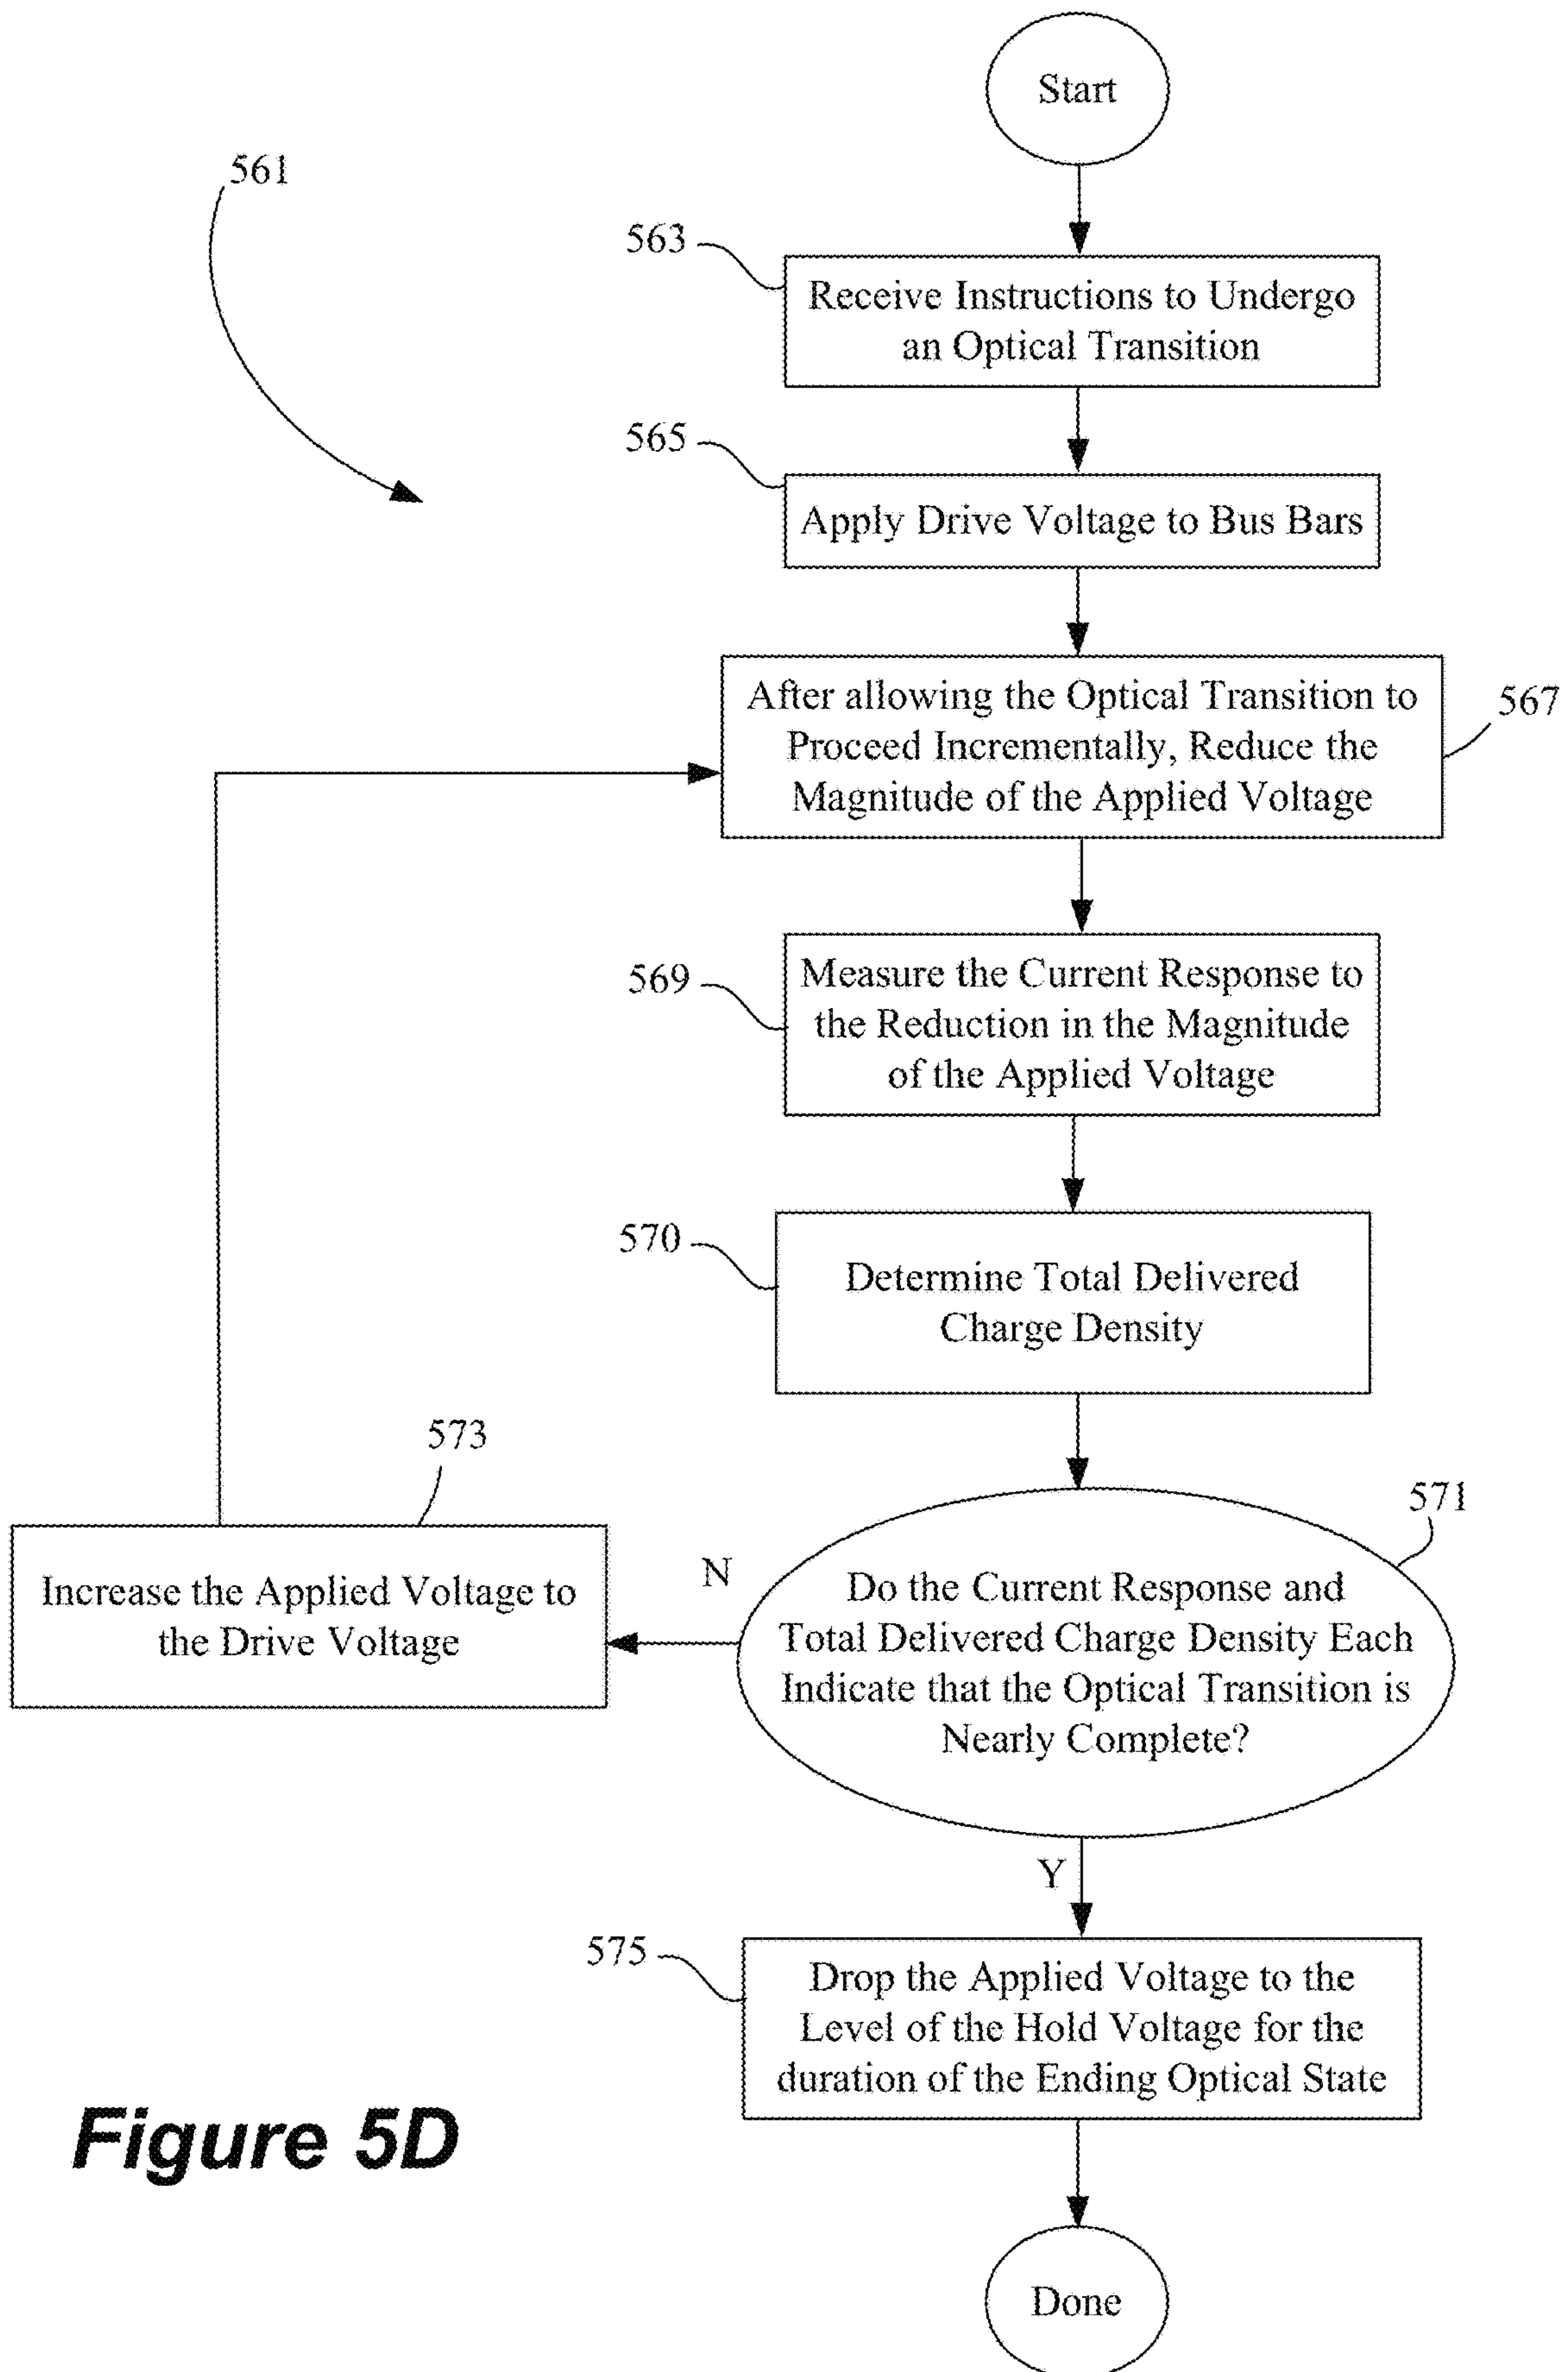 Start
561
563
Receive Instructions to Undergo
an Optical Transition
565
Apply Drive Voltage to Bus Bars
After allowing the Optical Transition to
Proceed Incrementally, Reduce the
Magnitude of the Applied Voltage
567
569
Measure the Current Response to
the Reduction in the Magnitude
of the Applied Voltage
570
Determine Total Delivered
Charge Density
573
571
Increase the Applied Voltage to
the Drive Voltage
N
Do the Current Response and
Total Delivered Charge Density Each
Indicate that the Optical Transition is
Nearly Complete?
Y
575
Drop the Applied Voltage to the
Level of the Hold Voltage for the
duration of the Ending Optical State
Figure 5D
Done